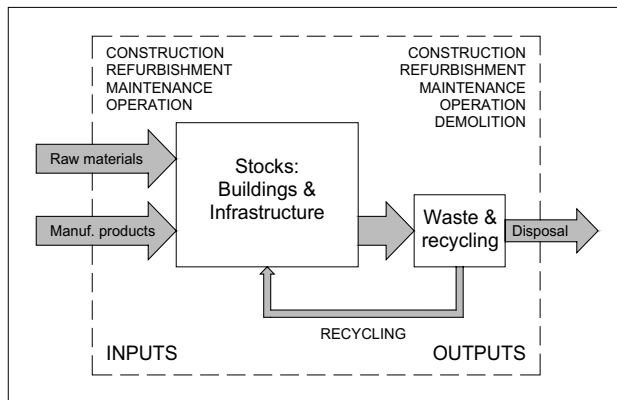 CONSTRUCTION
REFURBISHMENT
MAINTENANCE
OPERATION
CONSTRUCTION
REFURBISHMENT
MAINTENANCE
OPERATION
DEMOLITION
Raw materials
Manuf. products
Stocks:
Buildings &
Infrastructure
Waste &
recycling
Disposal
RECYCLING
INPUTS
OUTPUTS